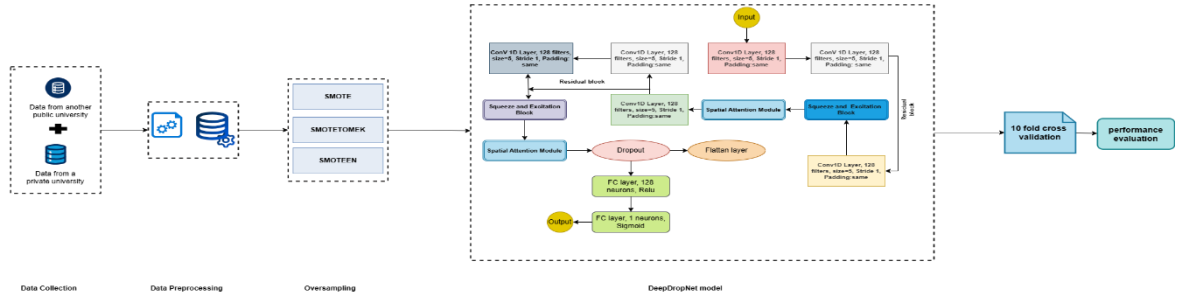 Data from another
public university
Data from a
private university
SMOTE
SMOTETOMEK
SMOTEEN
Input
ConV 1D Layer, 128 filters,
size=8, Stride 1, Padding:
same
Conv1D Layer, 128
filters, size=8, Stride 1,
Padding:same
Conv1D Layer, 128
filters, size=8, Stride 1,
Padding:same
ConV 1D Layer, 128
filters, size=8, Stride 1,
Padding: same
Residual block
Residual
block
Squeeze and Excitation
Block
Conv1D Layer, 128
filters, size=5, Stride 1,
Padding:same
Spatial Attention Module
Squeeze and Excitation
Block
Spatial Attention Module
Dropout
Flatten layer
Conv1D Layer, 128
filters, size=5, Stride 1,
Padding:same
FC layer, 128
neurons, Relu
Output
FC layer, 1 neurons,
Sigmoid
10 fold cross
validation
performance
evaluation
Data Collection
Data Preprocessing
Oversampling
DeepDropNet model